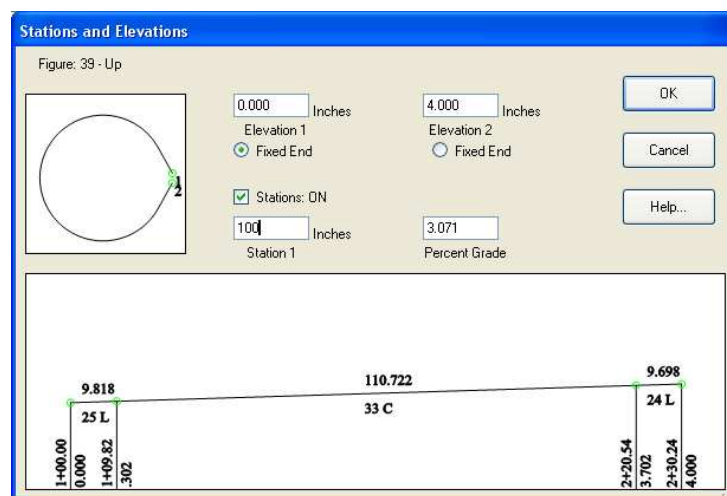 Stations and Elevations
Figure: 39 - Up
0.000 Inches 4.000 Inches OK
Elevation 1 Elevation 2
Fixed End Fixed End Cancel
1
2
Stations: ON
100 Inches 3.071 Help...
Station 1 Percent Grade
9.818 110.722 9.698
25 L 33 C 24 L
1+00.00
0.000
1+09.82
.302
2+20.54
3.702
2+30.24
4.000